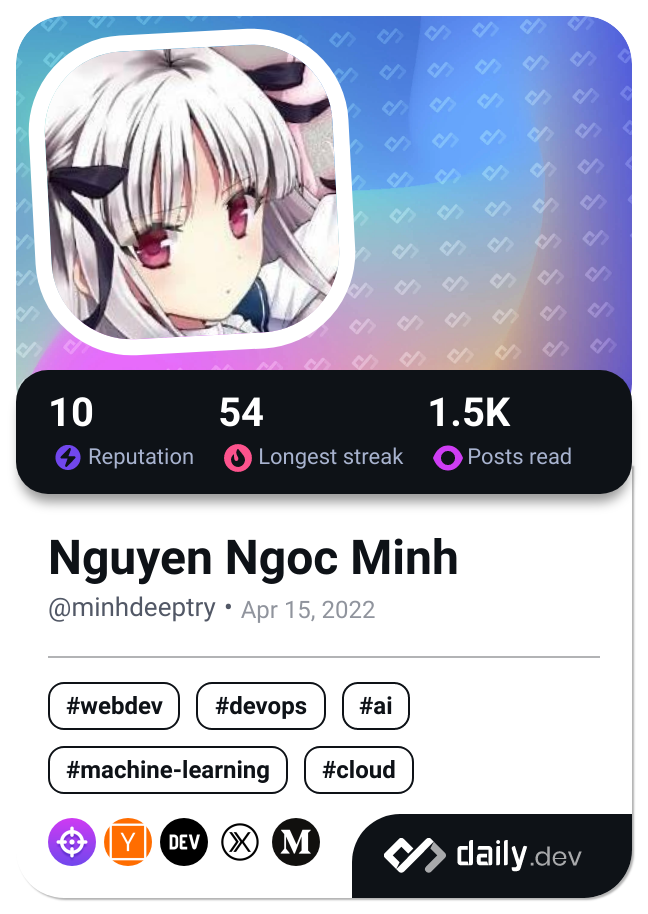 10 54 1.5K
Reputation Longest streak Posts read
Nguyen Ngoc Minh
@minhdeeptry • Apr 15, 2022
#webdev #devops #ai
#machine-learning #cloud
Y DEV X M
daily.dev